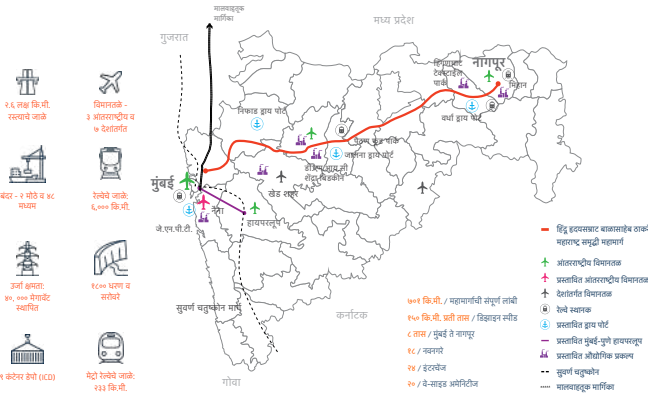 मालवाहतूक
मार्गिका
मध्य प्रदेश
गुजरात
नागपूर
हिंगणघाट
टेक्स्टाईल
पार्क
मिहान
वर्धा ड्राय पोर्ट
निफाड ड्राय पोर्ट
पैठण फूड पार्क
जालना ड्राय पोर्ट
शेंद्रा बिडकीन
खेड शहर
मुंबई
नैना
हायपरलूप
जे.एन.पी.टी.
सुवर्ण चतुष्कोन मार्ग
कर्नाटक
गोवा
२.६ लक्ष कि.मी.
रस्त्याचे जाळे
विमानतळ -
३ आंतरराष्ट्रीय व
७ देशांतर्गत
बंदर - २ मोठे व ४८
मध्यम
रेल्वेचे जाळे:
६,००० कि.मी.
उर्जा क्षमता:
४०,००० मेगावॅट
स्थापित
१८०० धरण व
सरोवरे
९ कंटेनर डेपो (ICD)
मेट्रो रेल्वेचे जाळे:
२३३ कि.मी.
७०१ कि.मी. / महामार्गाची संपूर्ण लांबी
१५० कि.मी. प्रती तास / डिझाइन स्पीड
८ तास / मुंबई ते नागपूर
१८ / नवनगरे
२४ / इंटरचेंज
२० / वे-साइड अमेनिटीज
हिंदू हृदयसम्राट बाळासाहेब ठाकरे
महाराष्ट्र समृद्धी महामार्ग
आंतरराष्ट्रीय विमानतळ
प्रस्तावित आंतरराष्ट्रीय विमानतळ
देशांतर्गत विमानतळ
रेल्वे स्थानक
प्रस्तावित ड्राय पोर्ट
प्रस्तावित मुंबई-पुणे हायपरलूप
प्रस्तावित औद्योगिक प्रकल्प
सुवर्ण चतुष्कोन
मालवाहतूक मार्गिका